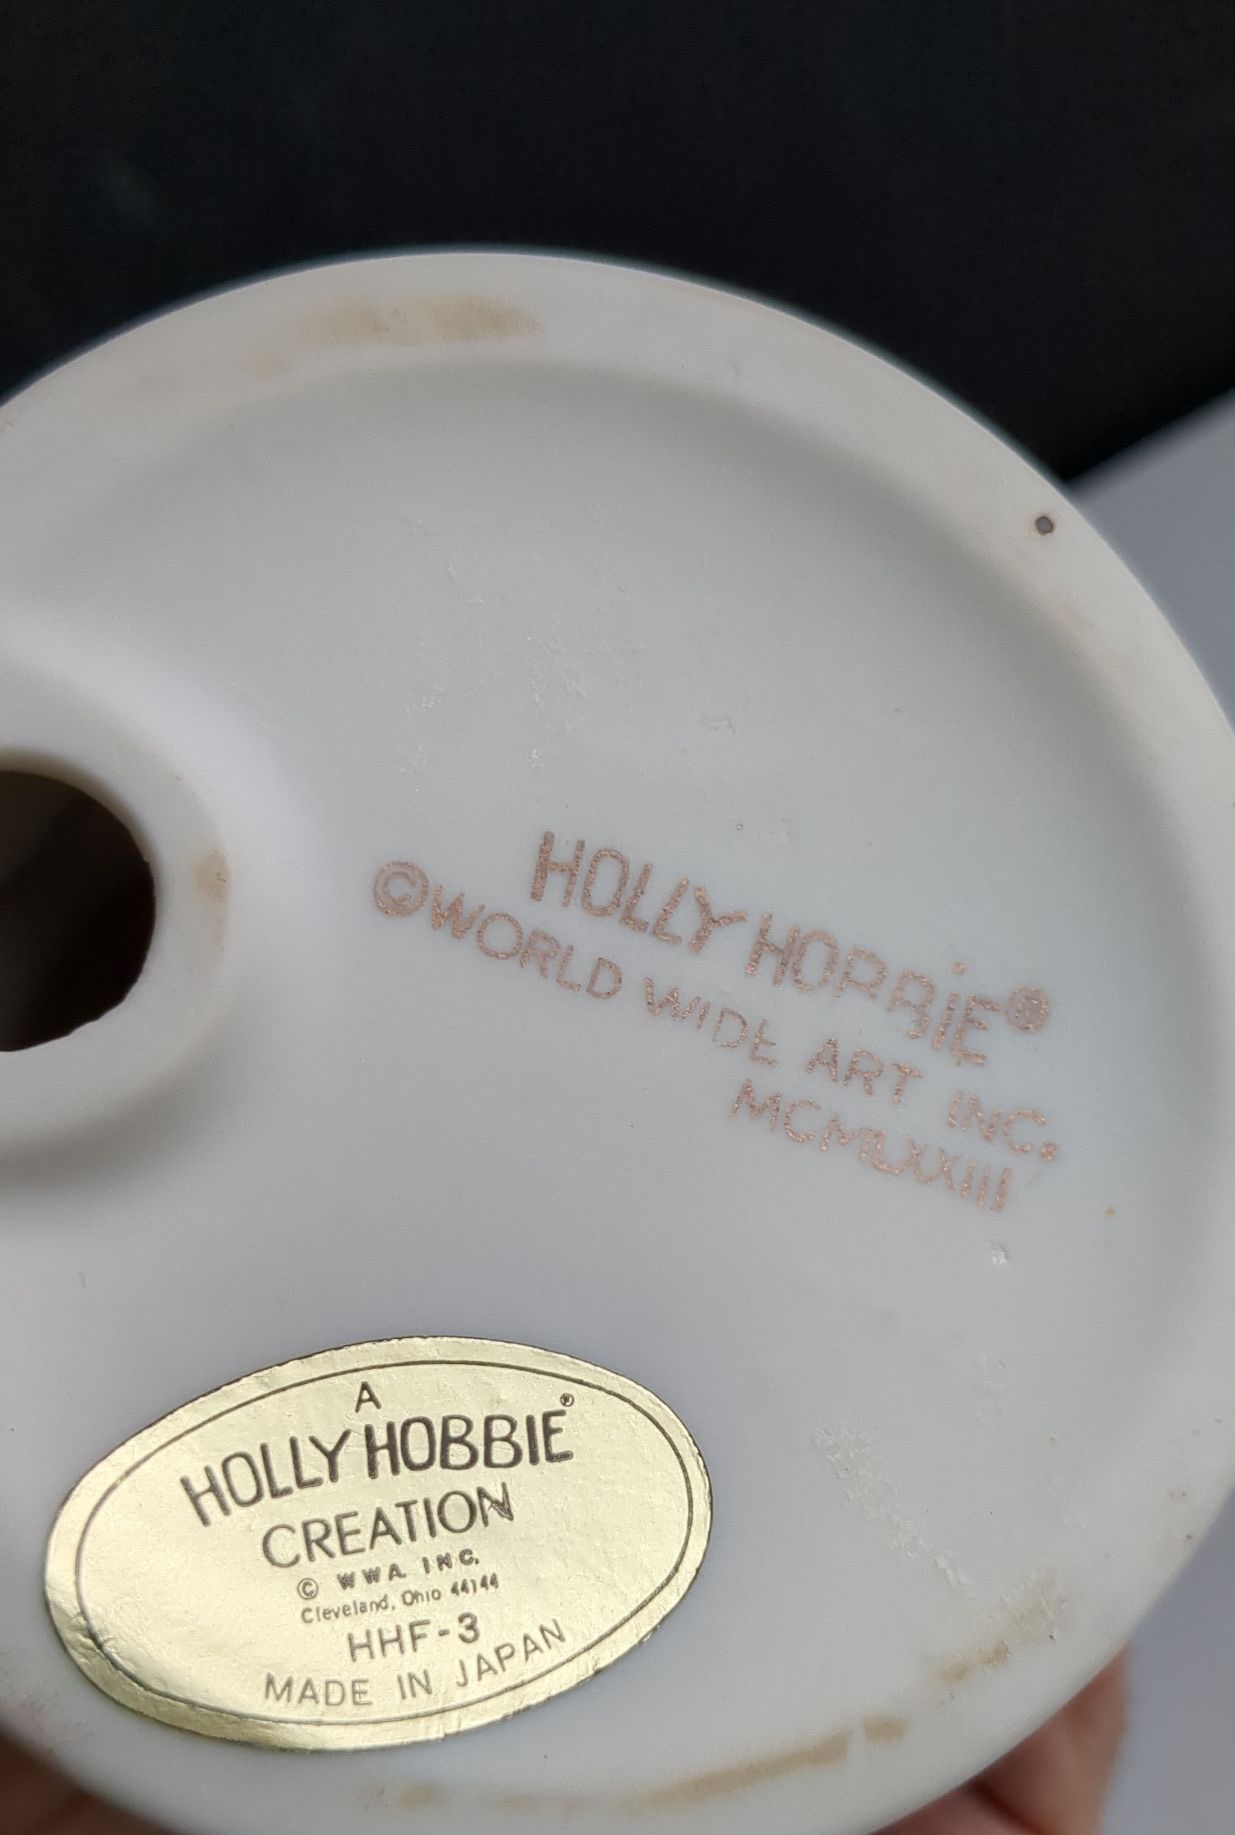 HOLLY HOBBIE®
©WORLD WIDE ART INC.
MCMLXXIII
A
HOLLY HOBBIE®
CREATION
© WWA INC.
Cleveland, Ohio 44144
HHF-3
MADE IN JAPAN